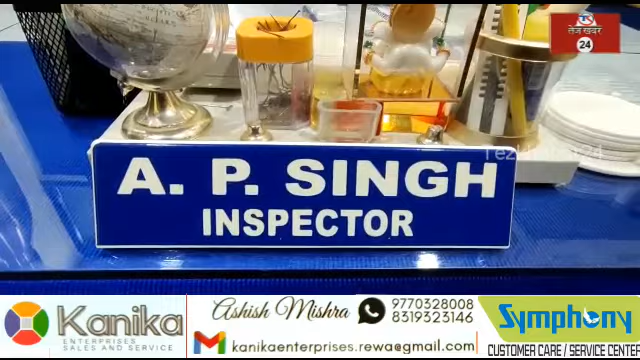 तेज खबर
24
A. P. SINGH
INSPECTOR
Kanika
ENTERPRISES
SALES AND SERVICE
Ashish Mishra
9770328008
8319323146
kanikaenterprises.rewa@gmail.com
Symphony
CUSTOMER CARE / SERVICE CENTER